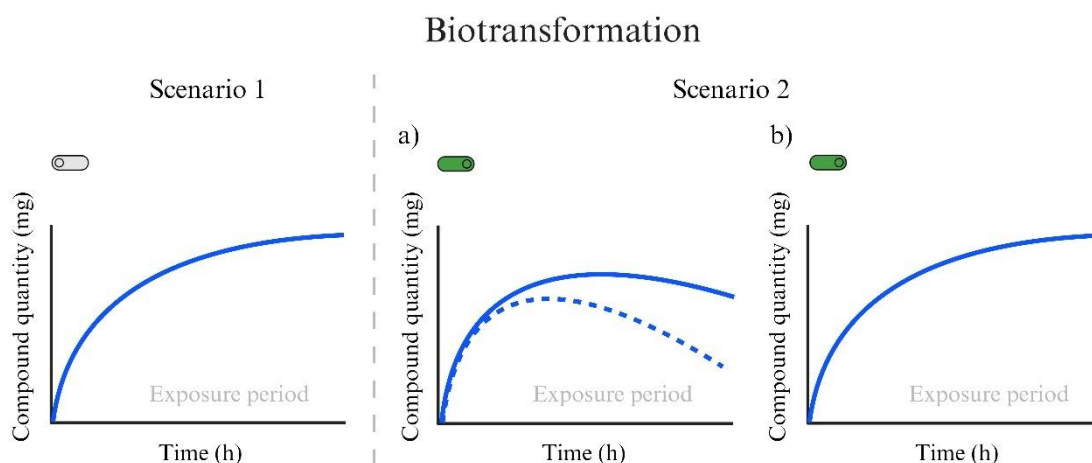 Biotransformation
Scenario 1
Scenario 2
a)
b)
Compound quantity (mg)
Exposure period
Time (h)
Compound quantity (mg)
Exposure period
Time (h)
Compound quantity (mg)
Exposure period
Time (h)